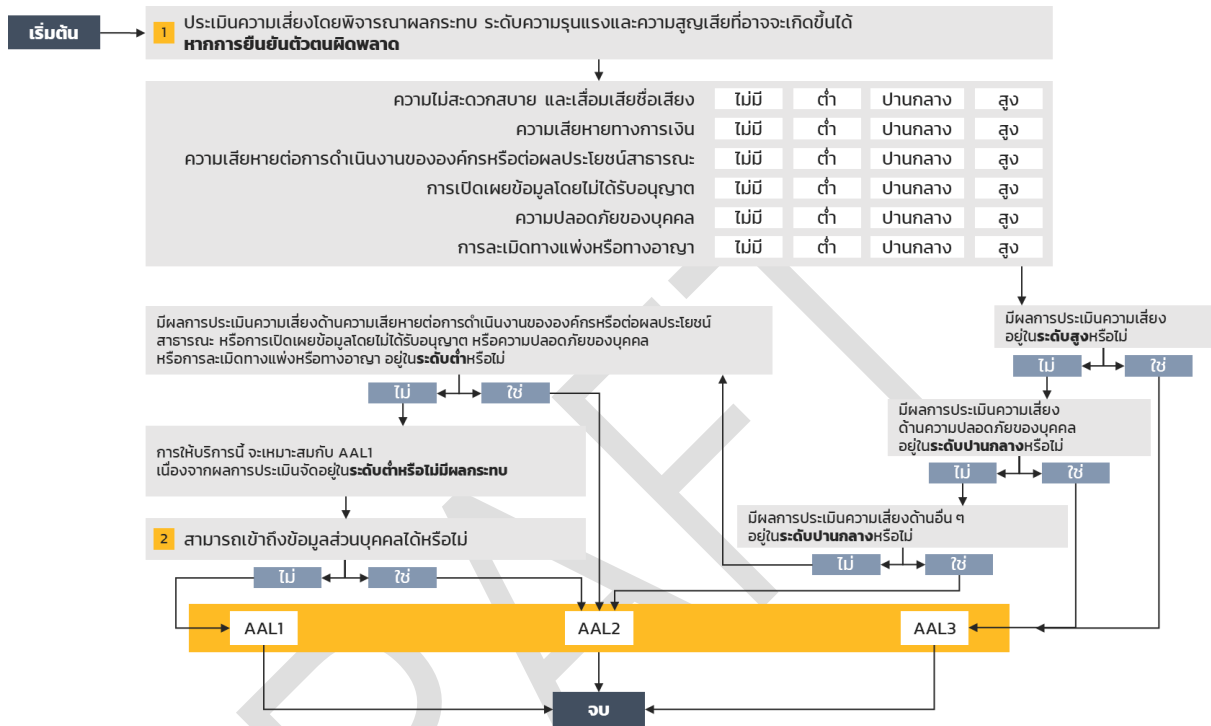 เริ่มต้น
1 ประเมินความเสี่ยงโดยพิจารณาผลกระทบ ระดับความรุนแรงและความสูญเสียที่อาจจะเกิดขึ้นได้
หากการยืนยันตัวตนผิดพลาด
ความไม่สะดวกสบาย และเสื่อมเสียชื่อเสียง ไม่มี ต่ำ ปานกลาง สูง
ความเสียหายทางการเงิน ไม่มี ต่ำ ปานกลาง สูง
ความเสียหายต่อการดำเนินงานขององค์กรหรือต่อผลประโยชน์สาธารณะ ไม่มี ต่ำ ปานกลาง สูง
การเปิดเผยข้อมูลโดยไม่ได้รับอนุญาต ไม่มี ต่ำ ปานกลาง สูง
ความปลอดภัยของบุคคล ไม่มี ต่ำ ปานกลาง สูง
การละเมิดทางแพ่งหรือทางอาญา ไม่มี ต่ำ ปานกลาง สูง
มีผลการประเมินความเสี่ยง
อยู่ในระดับสูงหรือไม่
ไม่ ใช่
มีผลการประเมินความเสี่ยง
ด้านความปลอดภัยของบุคคล
อยู่ในระดับปานกลางหรือไม่
ไม่ ใช่
มีผลการประเมินความเสี่ยงด้านอื่น ๆ
อยู่ในระดับปานกลางหรือไม่
ไม่ ใช่
มีผลการประเมินความเสี่ยงด้านความเสียหายต่อการดำเนินงานขององค์กรหรือต่อผลประโยชน์
สาธารณะ หรือการเปิดเผยข้อมูลโดยไม่ได้รับอนุญาต หรือความปลอดภัยของบุคคล
หรือการละเมิดทางแพ่งหรือทางอาญา อยู่ในระดับต่ำหรือไม่
ไม่ ใช่
การให้บริการนี้ จะเหมาะสมกับ AAL1
เนื่องจากผลการประเมินจัดอยู่ในระดับต่ำหรือไม่มีผลกระทบ
2 สามารถเข้าถึงข้อมูลส่วนบุคคลได้หรือไม่
ไม่ ใช่
AAL1 AAL2 AAL3
จบ
DRAFT